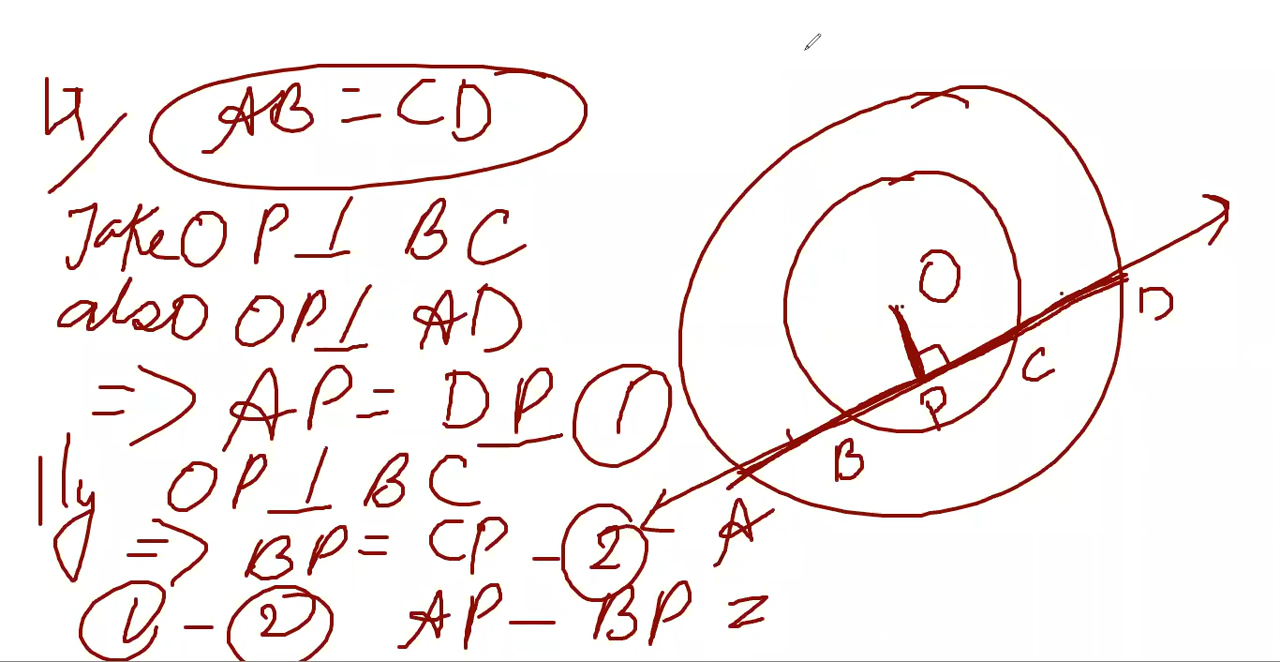 4/ AB = CD
Take OP ⊥ BC
also OP ⊥ AD
=> AP = DP ①
||ly OP ⊥ BC
=> BP = CP - ②
① - ② AP - BP =
O
D
C
P
B
A